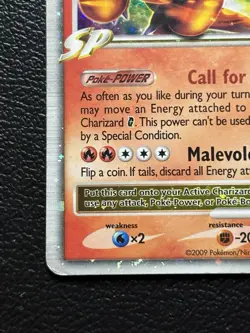 SP
Poké-POWER Call for
As often as you like during your turn
may move an Energy attached to
Charizard G. This power can't be used
by a Special Condition.
Malevol
Flip a coin. If tails, discard all Energy at
Put this card onto your Active Charizard
use any attack, Poké-Power, or Poké-Bo
weakness resistance
×2 -20
©2009 Pokémon/Nin